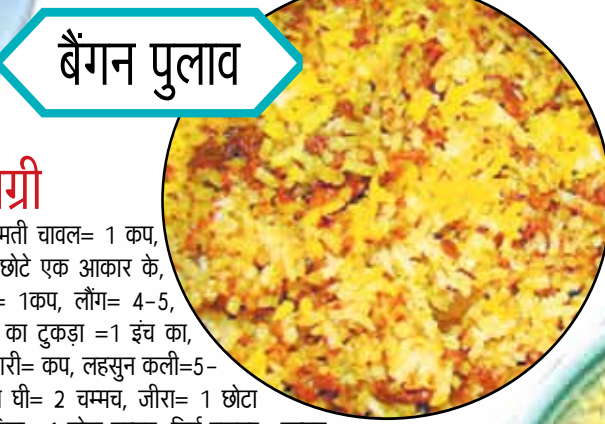 बैंगन पुलाव
मती चावल= 1 कप,
छोटे एक आकार के,
= 1कप, लौंग= 4-5,
का टुकड़ा =1 इंच का,
कप, लहसुन कली=5-
घी= 2 चम्मच, जीरा= 1 छोटा